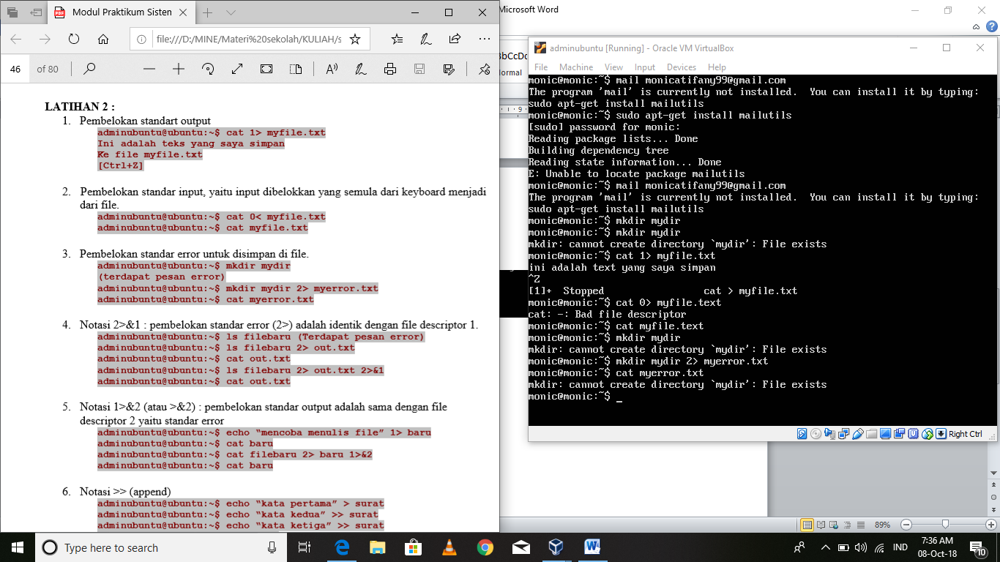 Modul Praktikum Sisten
file:///D:/MINE/Materi%20sekolah/KULIAH/s
46 of 80
LATIHAN 2 :
1. Pembelokan standart output
adminubuntu@ubuntu:~$ cat 1> myfile.txt
Ini adalah teks yang saya simpan
Ke file myfile.txt
[Ctrl+Z]
2. Pembelokan standar input, yaitu input dibelokkan yang semula dari keyboard menjadi
dari file.
adminubuntu@ubuntu:~$ cat 0< myfile.txt
adminubuntu@ubuntu:~$ cat myfile.txt
3. Pembelokan standar error untuk disimpan di file.
adminubuntu@ubuntu:~$ mkdir mydir
(terdapat pesan error)
adminubuntu@ubuntu:~$ mkdir mydir 2> myerror.txt
adminubuntu@ubuntu:~$ cat myerror.txt
4. Notasi 2>&1 : pembelokan standar error (2>) adalah identik dengan file descriptor 1.
adminubuntu@ubuntu:~$ ls filebaru (Terdapat pesan error)
adminubuntu@ubuntu:~$ ls filebaru 2> out.txt
adminubuntu@ubuntu:~$ cat out.txt
adminubuntu@ubuntu:~$ ls filebaru 2> out.txt 2>&1
adminubuntu@ubuntu:~$ cat out.txt
5. Notasi 1>&2 (atau >&2) : pembelokan standar output adalah sama dengan file
descriptor 2 yaitu standar error
adminubuntu@ubuntu:~$ echo “mencoba menulis file” 1> baru
adminubuntu@ubuntu:~$ cat baru
adminubuntu@ubuntu:~$ cat filebaru 2> baru 1>&2
adminubuntu@ubuntu:~$ cat baru
6. Notasi >> (append)
adminubuntu@ubuntu:~$ echo “kata pertama” > surat
adminubuntu@ubuntu:~$ echo “kata kedua” >> surat
adminubuntu@ubuntu:~$ echo “kata ketiga” >> surat
Microsoft Word
bCcDc
ormal
9
adminubuntu [Running] - Oracle VM VirtualBox
File Machine View Input Devices Help
monic@monic:~$ mail monicatifany99@gmail.com
The program 'mail' is currently not installed.  You can install it by typing:
sudo apt-get install mailutils
monic@monic:~$ sudo apt-get install mailutils
[sudo] password for monic:
Reading package lists... Done
Building dependency tree
Reading state information... Done
E: Unable to locate package mailutils
monic@monic:~$ mail monicatifany99@gmail.com
The program 'mail' is currently not installed.  You can install it by typing:
sudo apt-get install mailutils
monic@monic:~$ mkdir mydir
monic@monic:~$ mkdir mydir
mkdir: cannot create directory `mydir': File exists
monic@monic:~$ cat 1> myfile.txt
ini adalah text yang saya simpan
^Z
[1]+  Stopped                 cat > myfile.txt
monic@monic:~$ cat 0> myfile.text
cat: -: Bad file descriptor
monic@monic:~$ cat myfile.text
monic@monic:~$ mkdir mydir
mkdir: cannot create directory `mydir': File exists
monic@monic:~$ mkdir mydir 2> myerror.txt
monic@monic:~$ cat myerror.txt
mkdir: cannot create directory `mydir': File exists
monic@monic:~$ _
Right Ctrl
89%
Type here to search
IND
7:36 AM
08-Oct-18
10